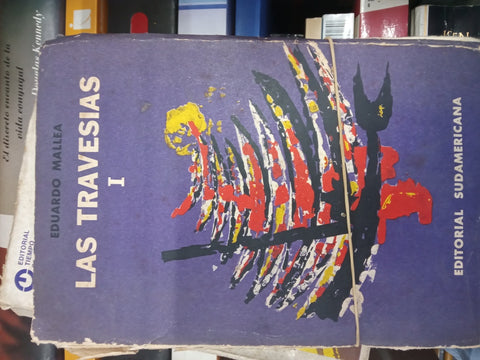 EDUARDO MALLEA
LAS TRAVESIAS
I
EDITORIAL SUDAMERICANA
El discreto encanto de la
vida conyugal
Douglas Kennedy
EDITORIAL
TIEMPO